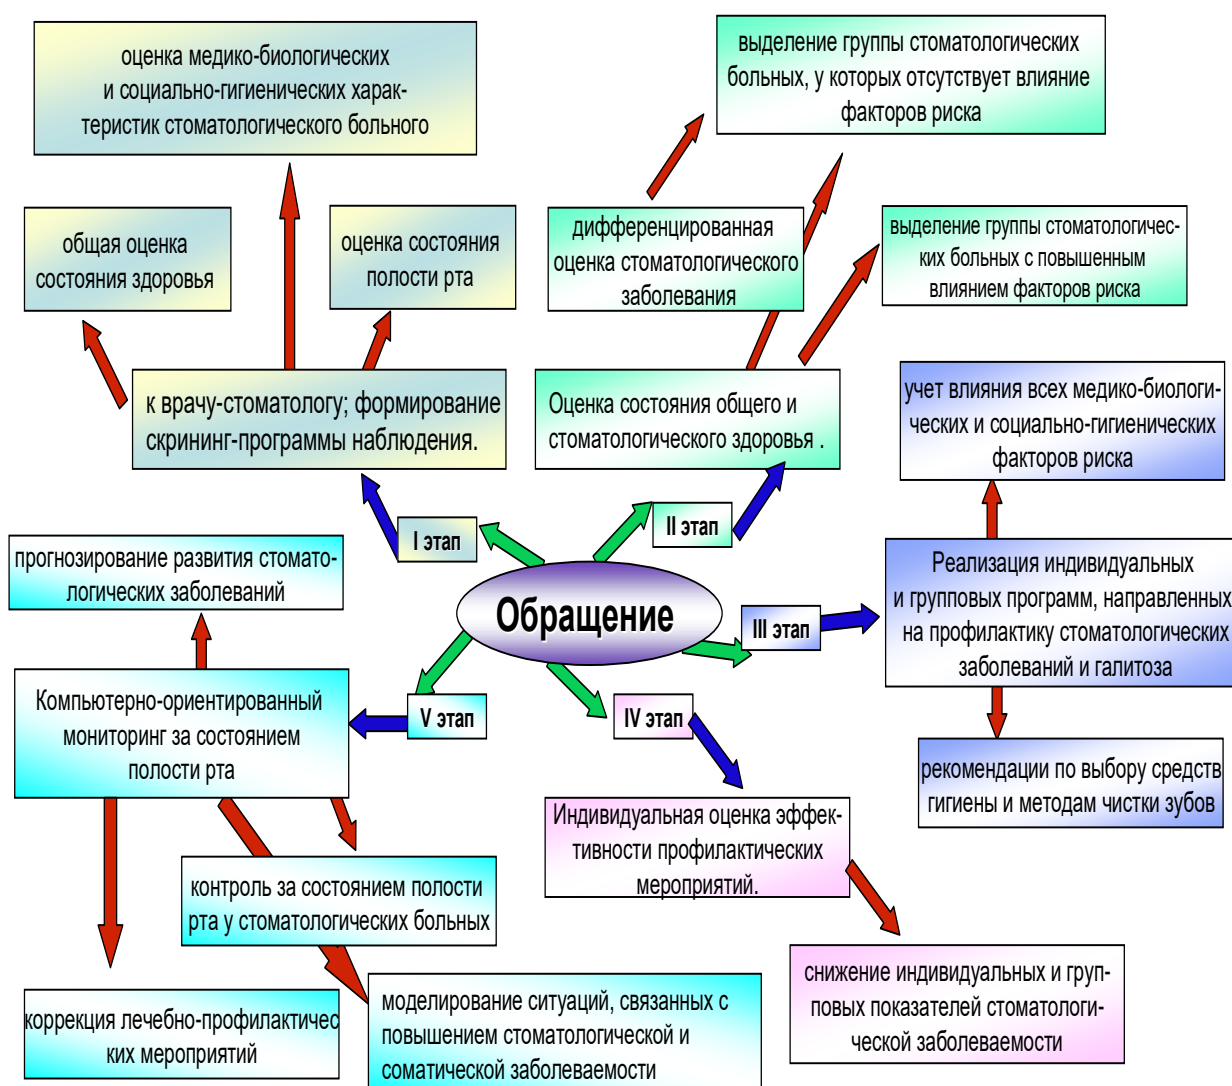 оценка медико-биологических
и социально-гигиенических харак-
теристик стоматологического больного
выделение группы стоматологических
больных, у которых отсутствует влияние
факторов риска
общая оценка
состояния здоровья
оценка состояния
полости рта
дифференцированная
оценка стоматологического
заболевания
выделение группы стоматологичес-
ких больных с повышенным
влиянием факторов риска
к врачу-стоматологу; формирование
скрининг-программы наблюдения.
Оценка состояния общего и
стоматологического здоровья .
учет влияния всех медико-биологи-
ческих и социально-гигиенических
факторов риска
I этап
II этап
прогнозирование развития стомато-
логических заболеваний
Обращение
III этап
Реализация индивидуальных
и групповых программ, направленных
на профилактику стоматологических
заболеваний и галитоза
Компьютерно-ориентированный
мониторинг за состоянием
полости рта
V этап
IV этап
рекомендации по выбору средств
гигиены и методам чистки зубов
Индивидуальная оценка эффек-
тивности профилактических
мероприятий.
контроль за состоянием полости
рта у стоматологических больных
коррекция лечебно-профилактичес
ких мероприятий
моделирование ситуаций, связанных с
повышением стоматологической и
соматической заболеваемости
снижение индивидуальных и груп-
повых показателей стоматологи-
ческой заболеваемости